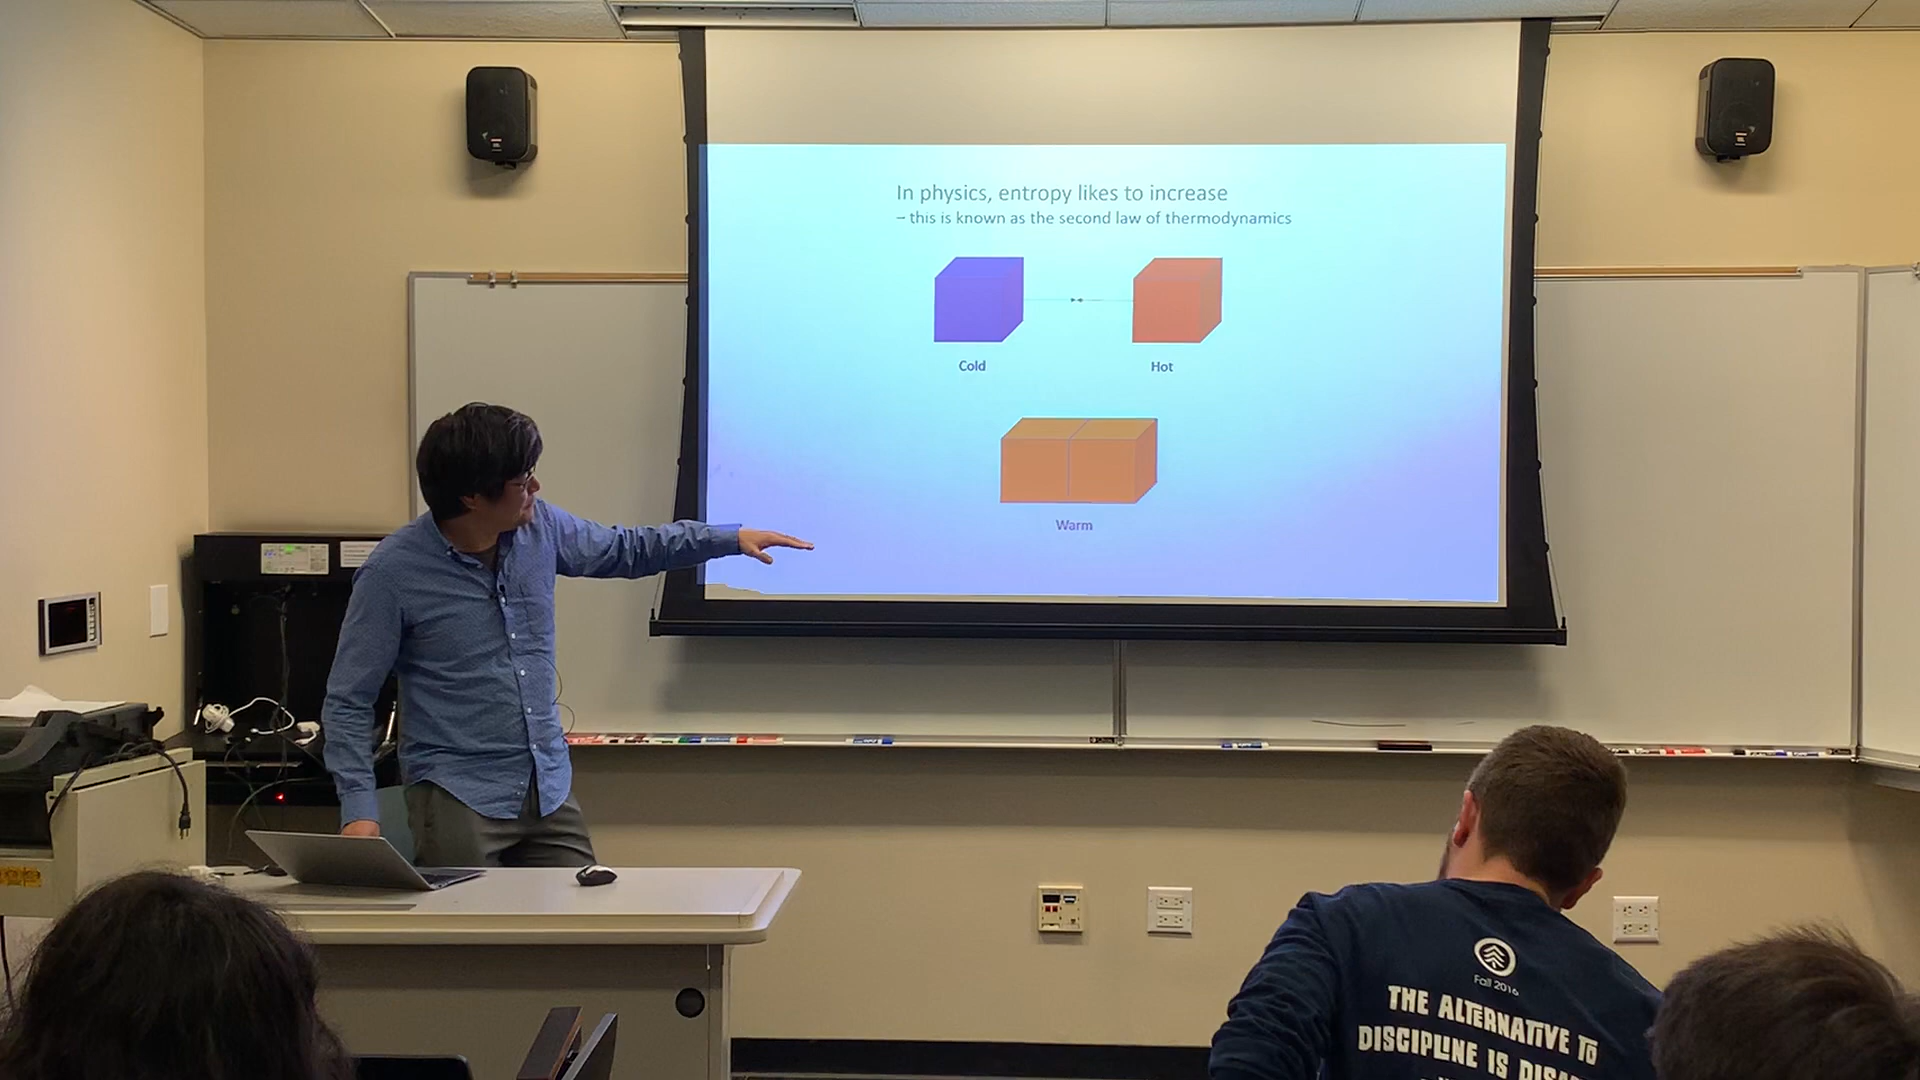 In physics, entropy likes to increase
– this is known as the second law of thermodynamics
Cold
Hot
Warm
Fall 2016
THE ALTERNATIVE TO
DISCIPLINE IS